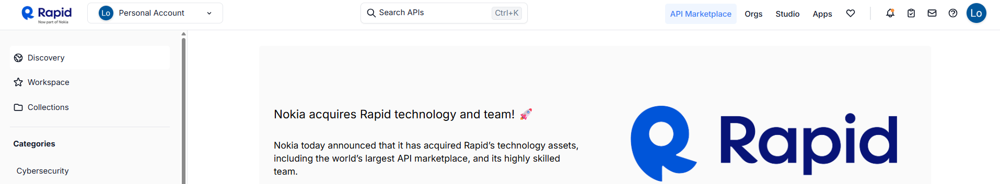 Rapid
Now part of Nokia
Lo Personal Account
Search APIs Ctrl+K
API Marketplace Orgs Studio Apps
Lo
Discovery
Workspace
Collections
Categories
Cybersecurity
Nokia acquires Rapid technology and team! 🚀
Nokia today announced that it has acquired Rapid’s technology assets,
including the world’s largest API marketplace, and its highly skilled
team.
Rapid